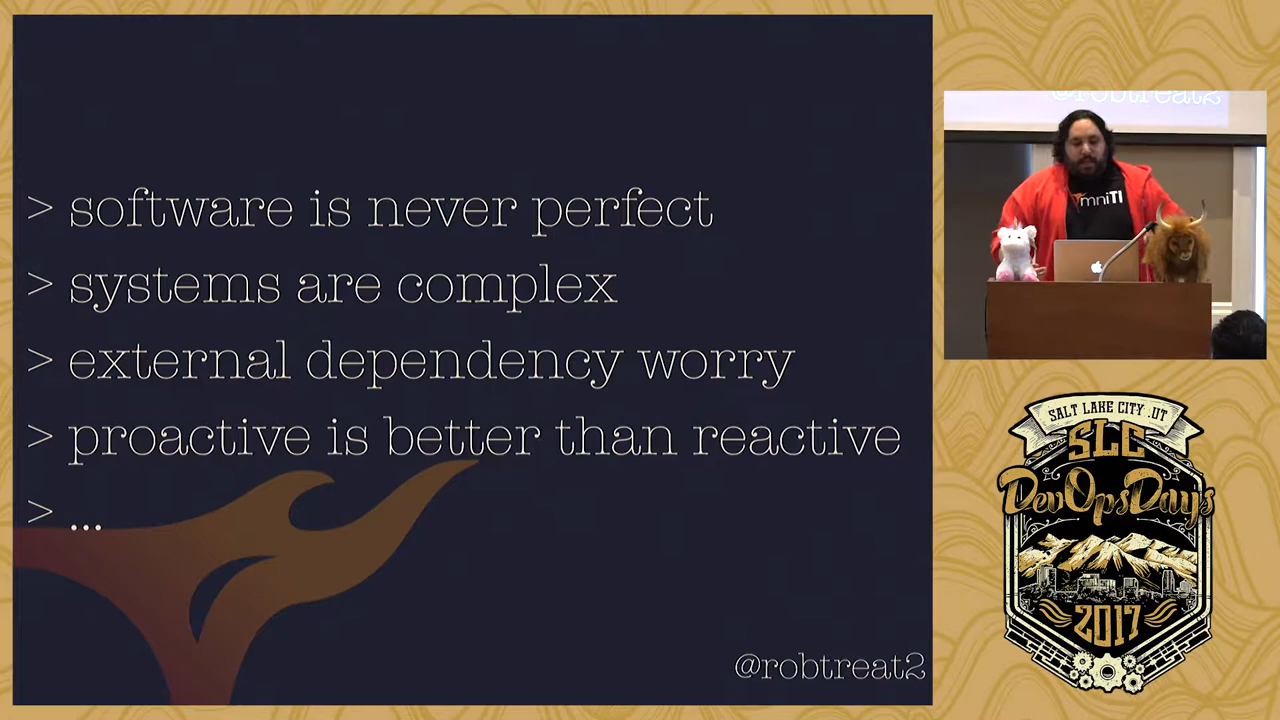 > software is never perfect
> systems are complex
> external dependency worry
> proactive is better than reactive
> ...
@robtreat2
@robtreat2
OmniTI
SALT LAKE CITY .UT
SLC
DevOpsDays
2017